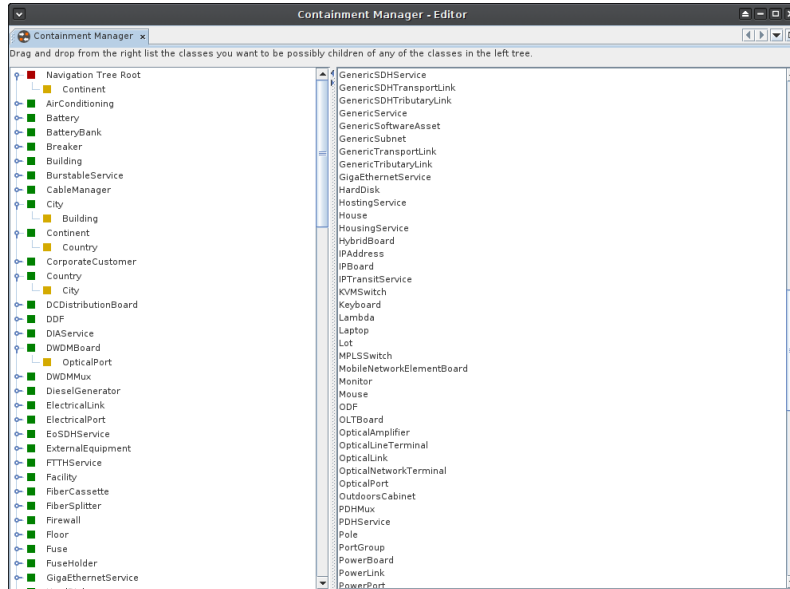 Containment Manager - Editor
Containment Manager
Drag and drop from the right list the classes you want to be possibly children of any of the classes in the left tree.
Navigation Tree Root
Continent
AirConditioning
Battery
BatteryBank
Breaker
Building
BurstableService
CableManager
City
Building
Continent
Country
CorporateCustomer
Country
City
DCDistributionBoard
DDF
DIAService
DWDMBoard
OpticalPort
DWDMMux
DieselGenerator
ElectricalLink
ElectricalPort
EoSDHService
ExternalEquipment
FTTHService
Facility
FiberCassette
FiberSplitter
Firewall
Floor
Fuse
FuseHolder
GigaEthernetService
GenericSDHService
GenericSDHTransportLink
GenericSDHTributaryLink
GenericService
GenericSoftwareAsset
GenericSubnet
GenericTransportLink
GenericTributaryLink
GigaEthernetService
HardDisk
HostingService
House
HousingService
HybridBoard
IPAddress
IPBoard
IPTransitService
KVMSwitch
Keyboard
Lambda
Laptop
Lot
MPLSSwitch
MobileNetworkElementBoard
Monitor
Mouse
ODF
OLTBoard
OpticalAmplifier
OpticalLineTerminal
OpticalLink
OpticalNetworkTerminal
OpticalPort
OutdoorsCabinet
PDHMux
PDHService
Pole
PortGroup
PowerBoard
PowerLink
PowerPort